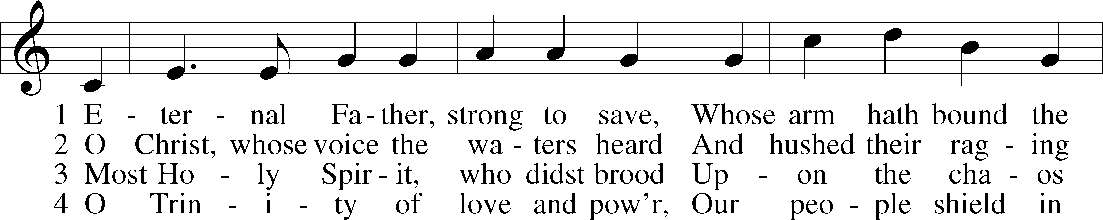 1 E - ter - nal Fa - ther, strong to save, Whose arm hath bound the
2 O Christ, whose voice the wa - ters heard And hushed their rag - ing
3 Most Ho - ly Spir - it, who didst brood Up - on the cha - os
4 O Trin - i - ty of love and pow'r, Our peo - ple shield in